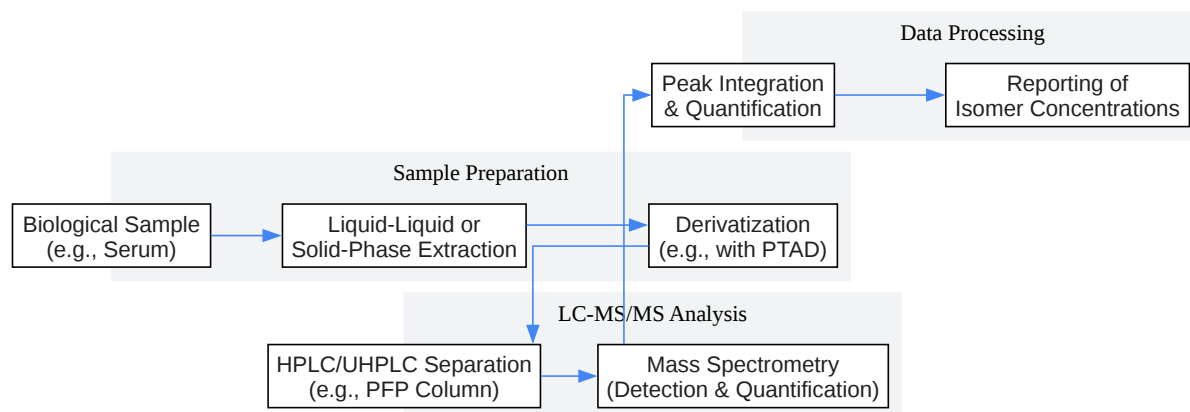 Data Processing
Peak Integration
& Quantification
Reporting of
Isomer Concentrations
Sample Preparation
Biological Sample
(e.g., Serum)
Liquid-Liquid or
Solid-Phase Extraction
Derivatization
(e.g., with PTAD)
LC-MS/MS Analysis
HPLC/UHPLC Separation
(e.g., PFP Column)
Mass Spectrometry
(Detection & Quantification)